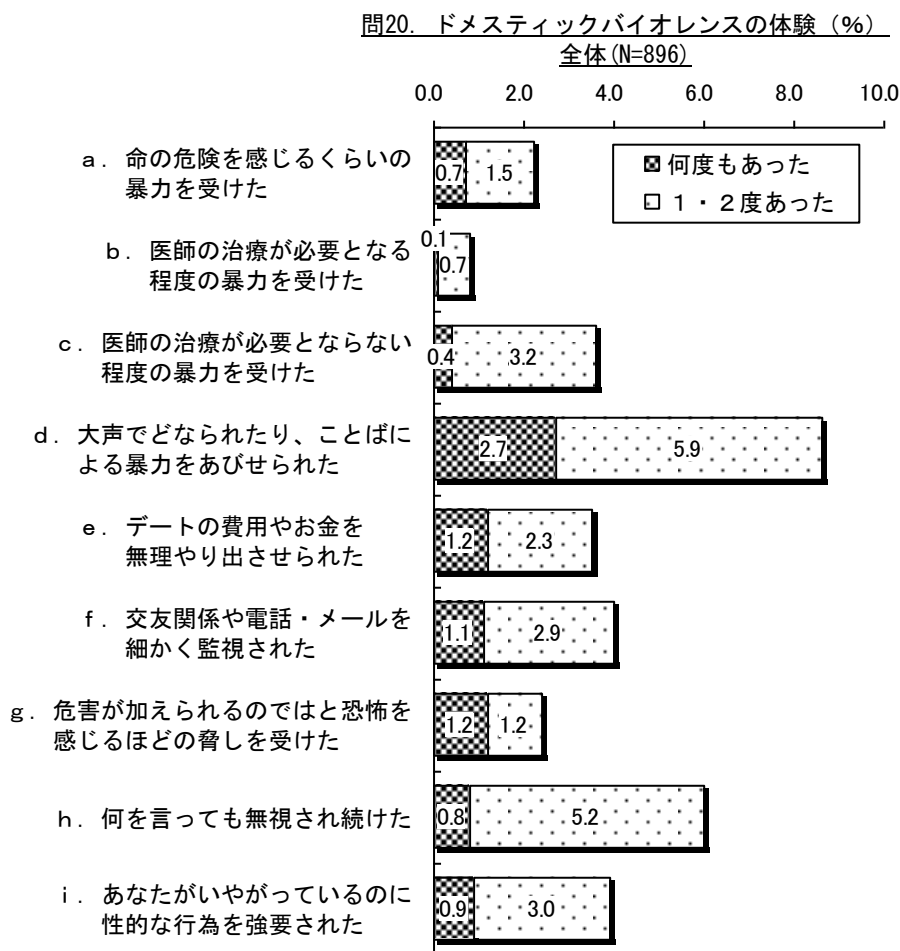 問20. ドメスティックバイオレンスの体験（％）
全体(N=896)
0.0 2.0 4.0 6.0 8.0 10.0
何度もあった
１・２度あった
ａ. 命の危険を感じるくらいの
暴力を受けた
0.7 1.5
ｂ. 医師の治療が必要となる
程度の暴力を受けた
0.1
0.7
ｃ. 医師の治療が必要とならない
程度の暴力を受けた
0.4 3.2
ｄ. 大声でどなられたり、ことばに
よる暴力をあびせられた
2.7 5.9
ｅ. デートの費用やお金を
無理やり出させられた
1.2 2.3
ｆ. 交友関係や電話・メールを
細かく監視された
1.1 2.9
ｇ. 危害が加えられるのではと恐怖を
感じるほどの脅しを受けた
1.2 1.2
ｈ. 何を言っても無視され続けた
0.8 5.2
ｉ. あなたがいやがっているのに
性的な行為を強要された
0.9 3.0